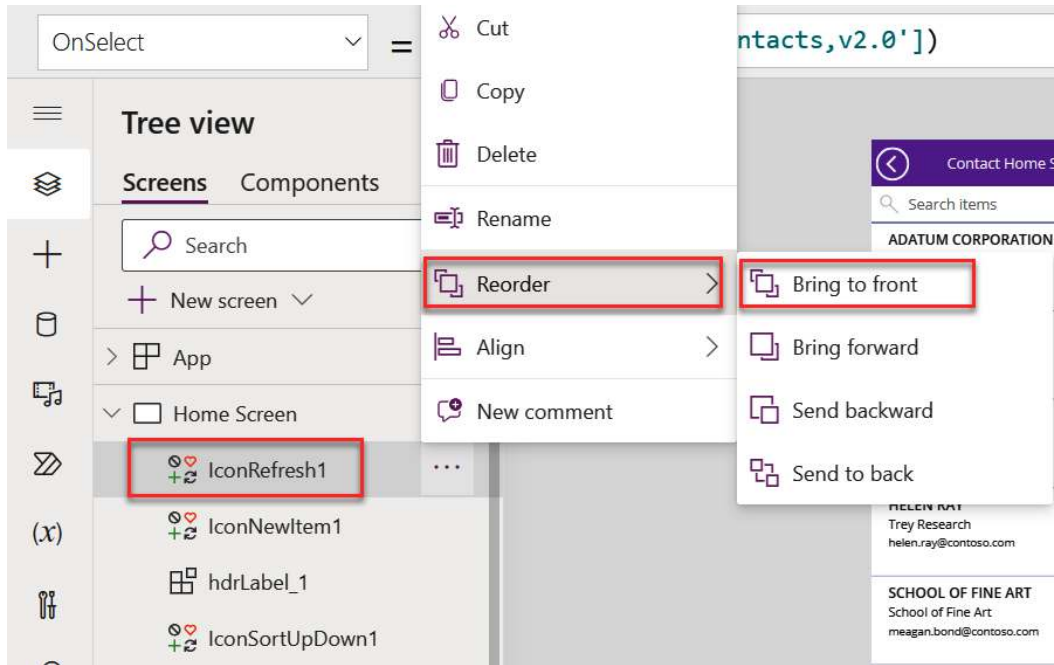 OnSelect
=
ntacts,v2.0'])
Tree view
Screens
Components
Search
New screen
App
Home Screen
IconRefresh1
...
IconNewItem1
hdrLabel_1
IconSortUpDown1
(x)
Cut
Copy
Delete
Rename
Reorder
Align
New comment
Bring to front
Bring forward
Send backward
Send to back
Contact Home S
Search items
ADATUM CORPORATION
HELEN RAY
Trey Research
helen.ray@contoso.com
SCHOOL OF FINE ART
School of Fine Art
meagan.bond@contoso.com